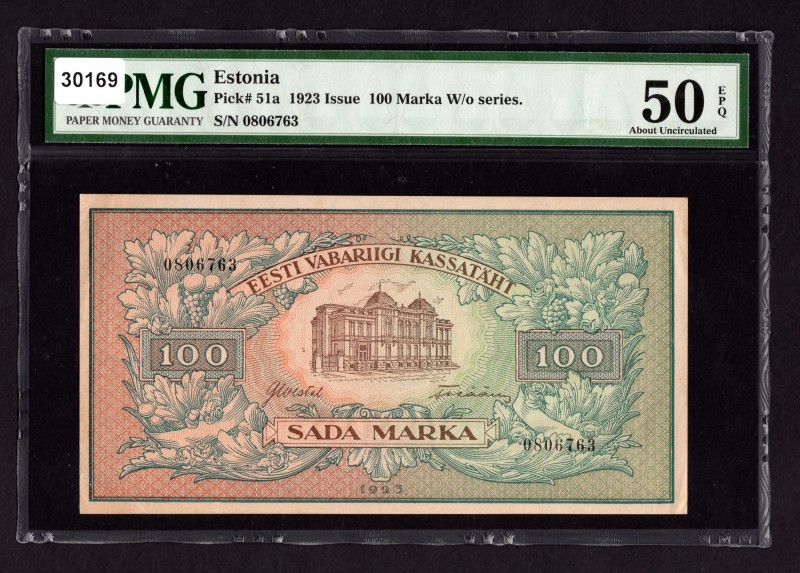 30169
PMG
PAPER MONEY GUARANTY
Estonia
Pick# 51a 1923 Issue 100 Marka W/o series.
S/N 0806763
50
EPQ
About Uncirculated
0806763
EESTI VABARIIGI KASSATÄHT
100
100
SADA MARKA
0806763
1923